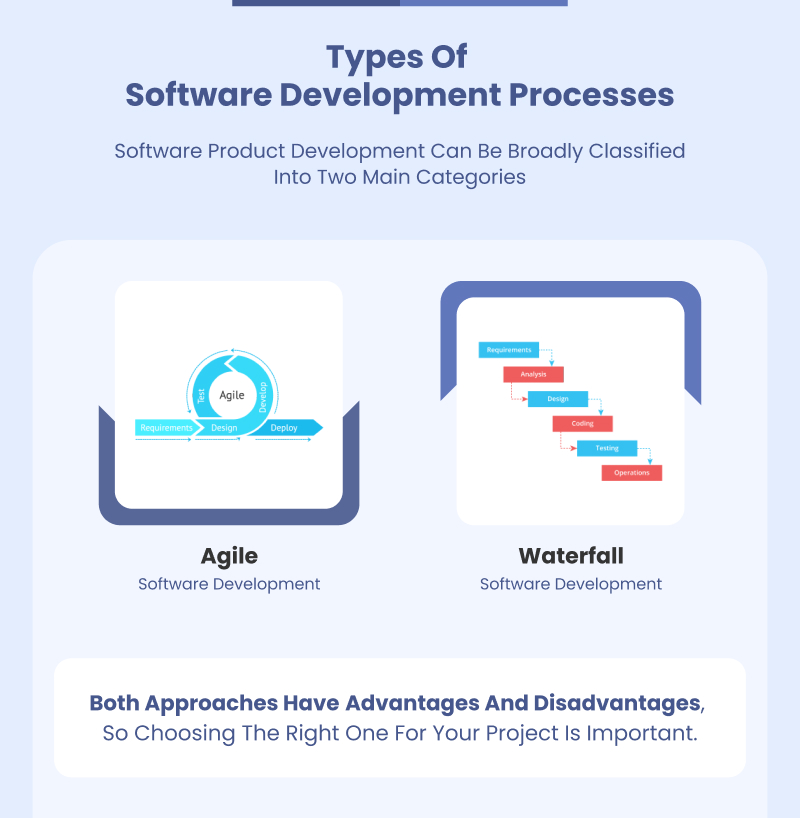 Types Of
Software Development Processes
Software Product Development Can Be Broadly Classified
Into Two Main Categories
Test
Agile
Develop
Requirements
Design
Deploy
Requirements
Analysis
Design
Coding
Testing
Operations
Agile
Software Development
Waterfall
Software Development
Both Approaches Have Advantages And Disadvantages,
So Choosing The Right One For Your Project Is Important.